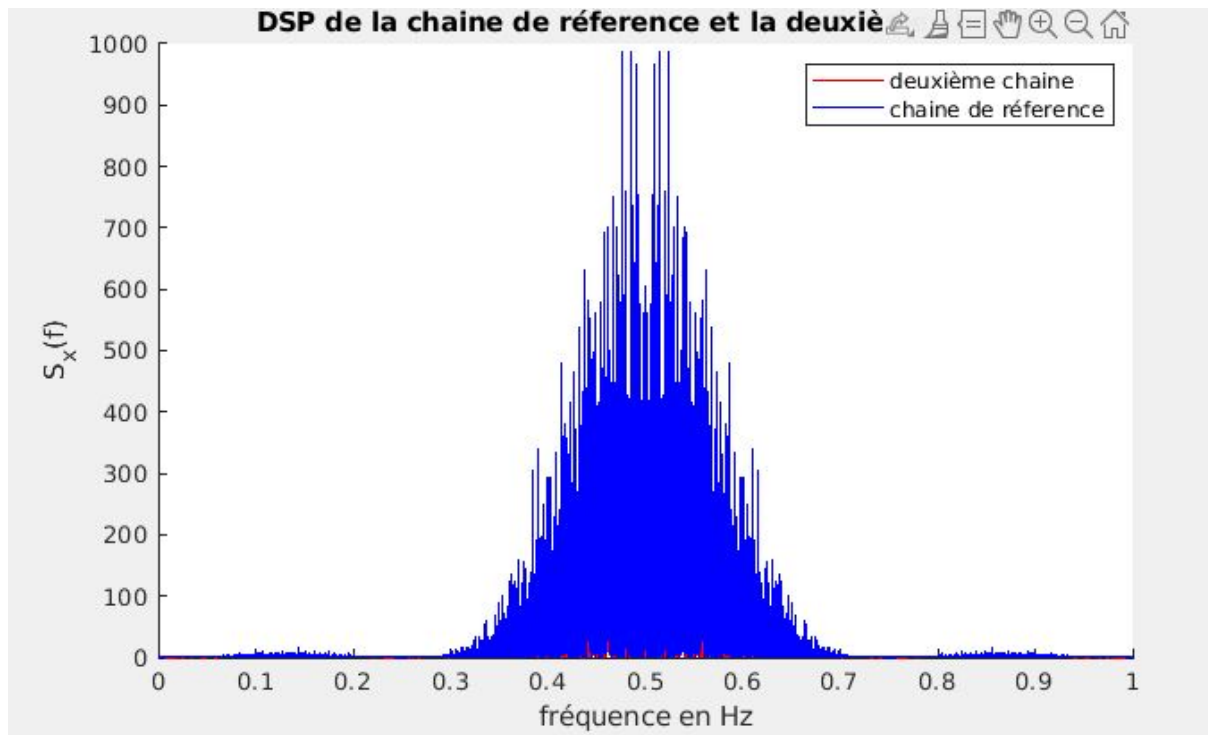 DSP de la chaine de réference et la deuxiè
1000
900
800
700
600
500
400
300
200
100
0
S_x(f)
deuxième chaine
chaine de réference
0 0.1 0.2 0.3 0.4 0.5 0.6 0.7 0.8 0.9 1
fréquence en Hz